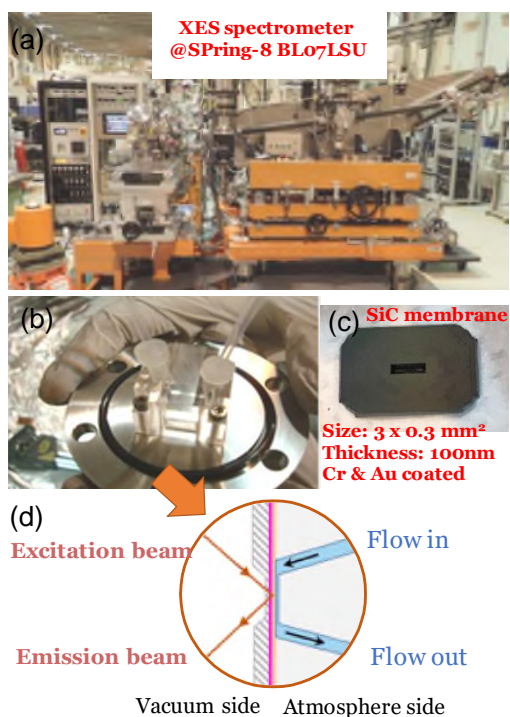 (a)
XES spectrometer
@SPring-8 BL07LSU
(b)
(c)
SiC membrane
Size: 3 x 0.3 mm²
Thickness: 100nm
Cr & Au coated
(d)
Excitation beam
Flow in
Emission beam
Flow out
Vacuum side
Atmosphere side